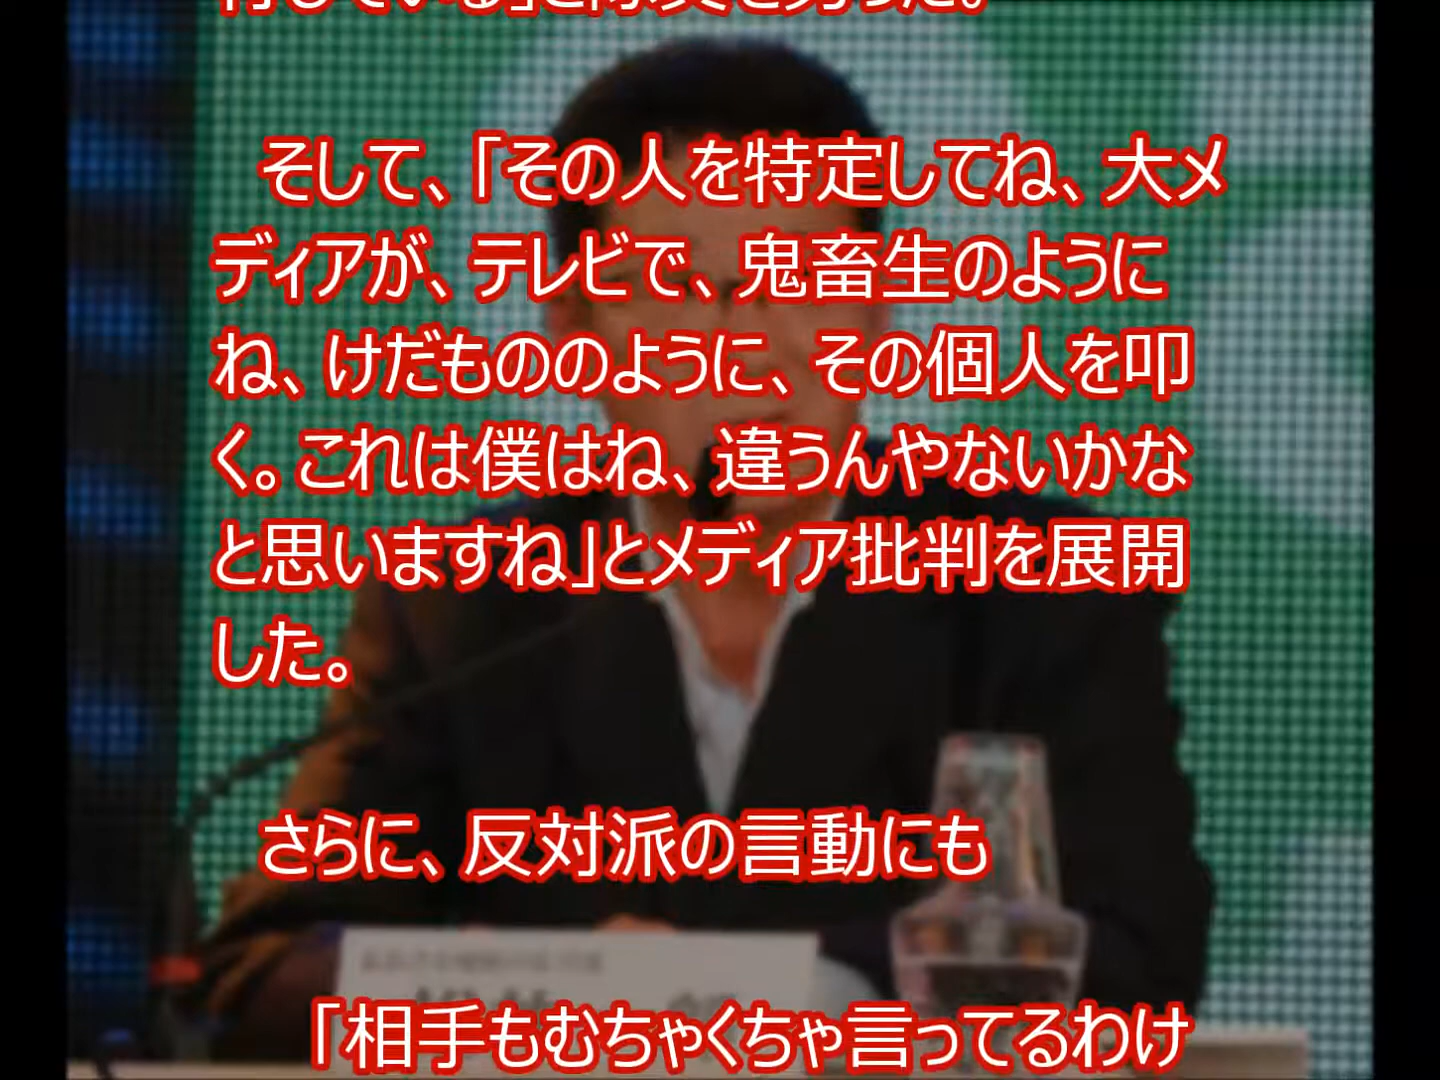 そして、「その人を特定してね、大メ
ディアが、テレビで、鬼畜生のように
ね、けだもののように、その個人を叩
く。これは僕はね、違うんやないかな
と思いますね」とメディア批判を展開
した。
さらに、反対派の言動にも
「相手もむちゃくちゃ言ってるわけ